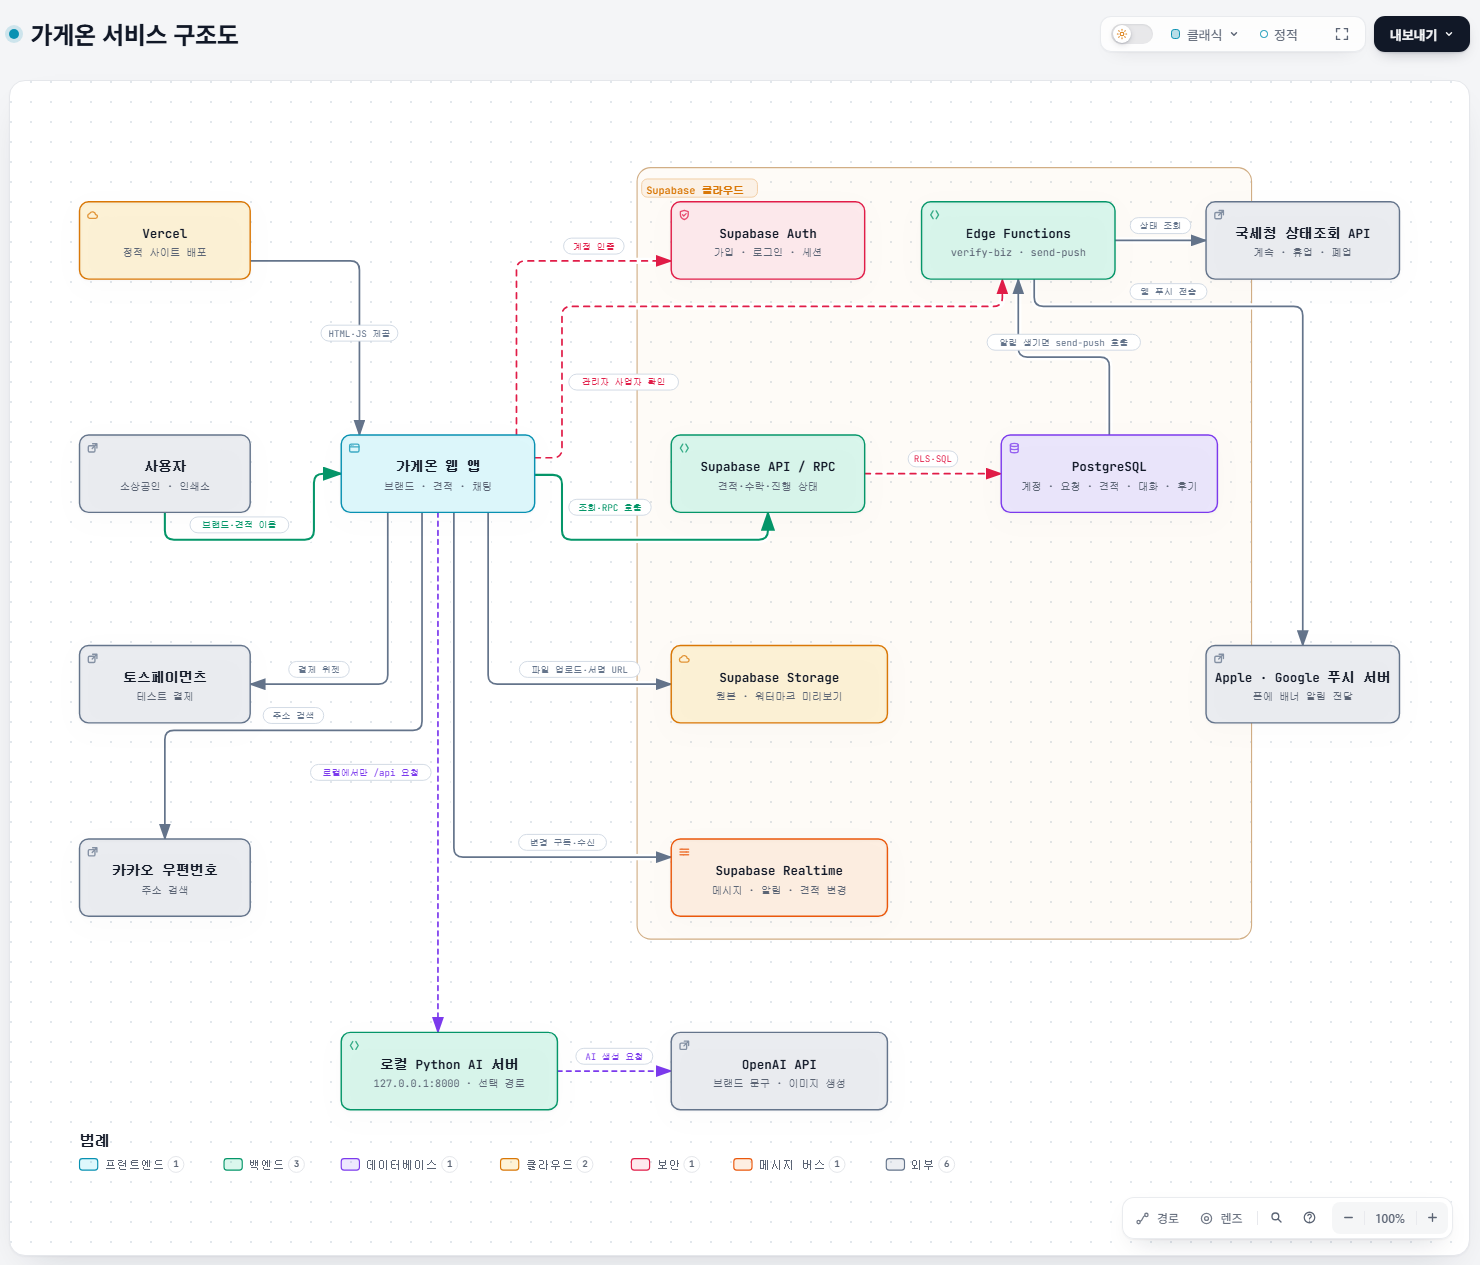 가게온 서비스 구조도
클래식
정적
내보내기
Supabase 클라우드
Vercel
정적 사이트 배포
계정 인증
Supabase Auth
가입 · 로그인 · 세션
Edge Functions
verify-biz · send-push
상태 조회
국세청 상태조회 API
계속 · 휴업 · 폐업
웹 푸시 전송
HTML·JS 제공
알림 생기면 send-push 호출
관리자 사업자 확인
사용자
소상공인 · 인쇄소
가게온 웹 앱
브랜드 · 견적 · 채팅
Supabase API / RPC
견적·수락·진행 상태
RLS·SQL
PostgreSQL
계정 · 요청 · 견적 · 대화 · 후기
브랜드·견적 이용
조회·RPC 호출
토스페이먼츠
테스트 결제
결제 위젯
파일 업로드·서명 URL
Supabase Storage
원본 · 워터마크 미리보기
Apple · Google 푸시 서버
폰에 배너 알림 전달
주소 검색
로컬에서만 /api 요청
카카오 우편번호
주소 검색
변경 구독·수신
Supabase Realtime
메시지 · 알림 · 견적 변경
로컬 Python AI 서버
127.0.0.1:8000 · 선택 경로
AI 생성 요청
OpenAI API
브랜드 문구 · 이미지 생성
범례
프런트엔드 1
백엔드 3
데이터베이스 1
클라우드 2
보안 1
메시지 버스 1
외부 6
경로
렌즈
100%